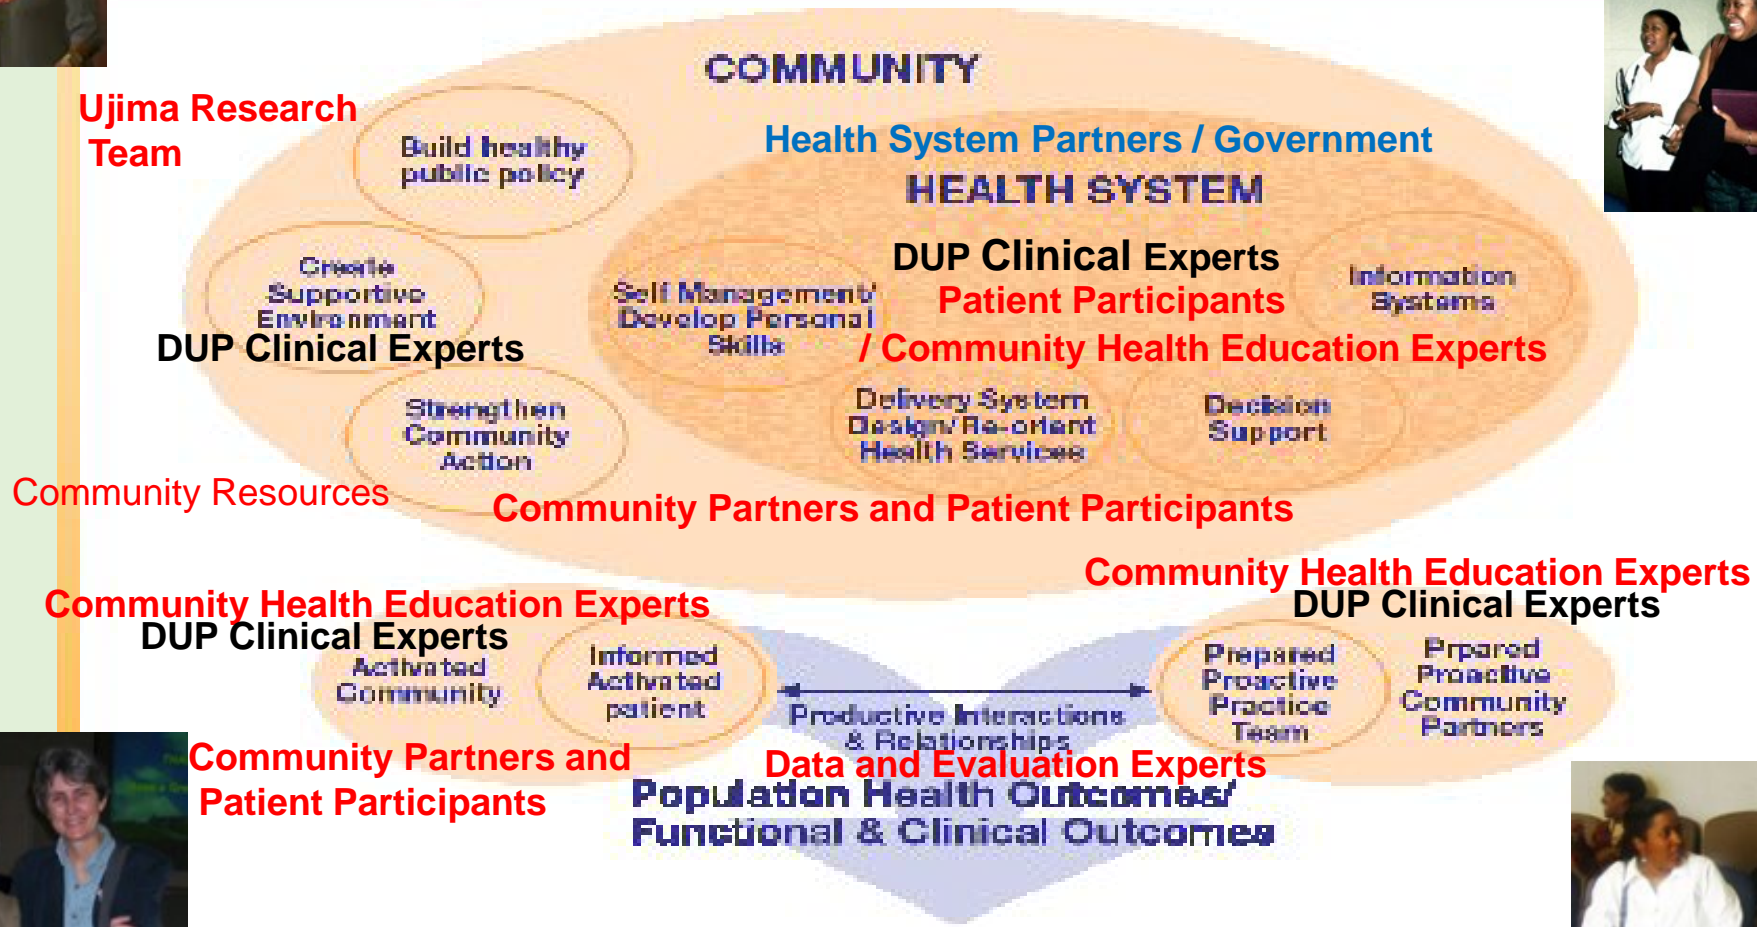 COMMUNITY
Ujima Research
Team
Build healthy
public policy
Health System Partners / Government
HEALTH SYSTEM
DUP Clinical Experts
Patient Participants
/ Community Health Education Experts
Create
Supportive
Environment
DUP Clinical Experts
Self Management/
Develop Personal
Skills
Information
Systems
Strengthen
Community
Action
Delivery System
Design/Re-orient
Health Services
Decision
Support
Community Resources
Community Partners and Patient Participants
Community Health Education Experts
DUP Clinical Experts
Activated
Community
Informed
Activated
patient
Community Health Education Experts
DUP Clinical Experts
Prepared
Proactive
Practice
Team
Prpared
Proactive
Community
Partners
Productive Interactions
& Relationships
Community Partners and
Patient Participants
Data and Evaluation Experts
Population Health Outcomes/
Functional & Clinical Outcomes